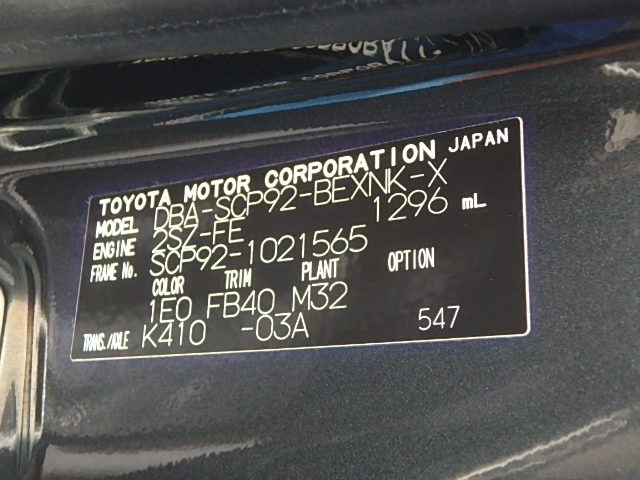 TOYOTA MOTOR CORPORATION JAPAN
MODEL DBA-SCP92-BEXNK-X
ENGINE 2SZ-FE 1296 mL
FRAME No. SCP92-1021565
COLOR TRIM PLANT OPTION
1E0 FB40 M32
TRANS./AXLE K410 -03A 547